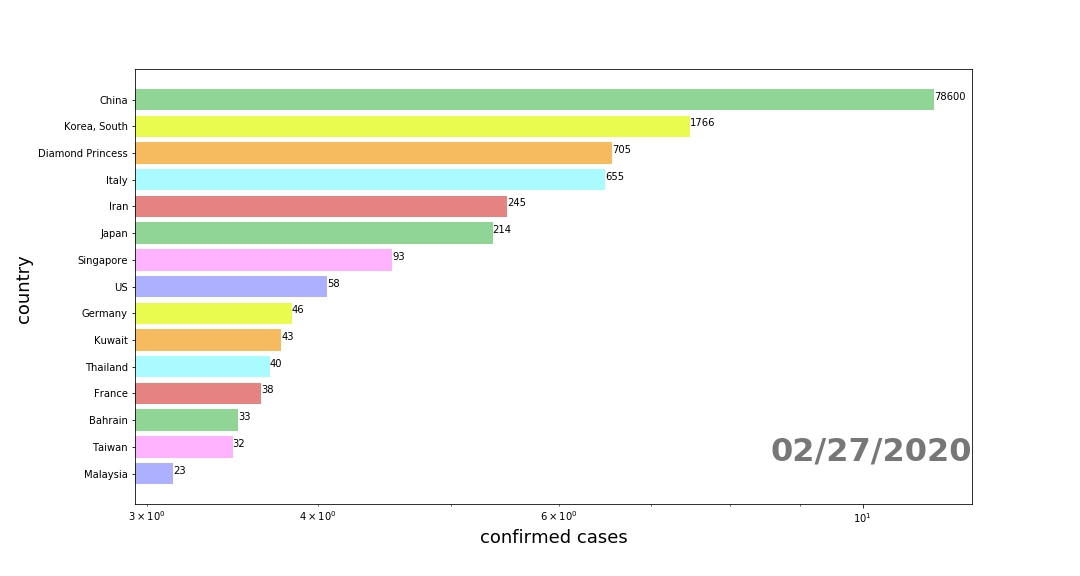 China 78600
Korea, South 1766
Diamond Princess 705
Italy 655
Iran 245
Japan 214
Singapore 93
US 58
Germany 46
Kuwait 43
Thailand 40
France 38
Bahrain 33
Taiwan 32
Malaysia 23
country
02/27/2020
3 × 10⁰ 4 × 10⁰ 6 × 10⁰ 10¹
confirmed cases